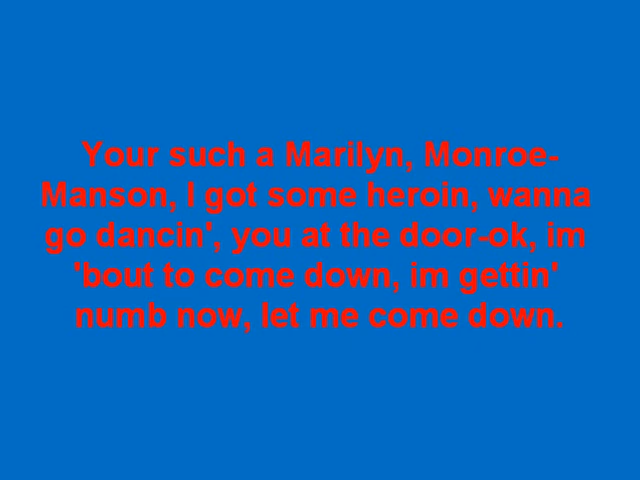 Your such a Marilyn, Monroe-
Manson, I got some heroin, wanna
go dancin', you at the door-ok, im
'bout to come down, im gettin'
numb now, let me come down.